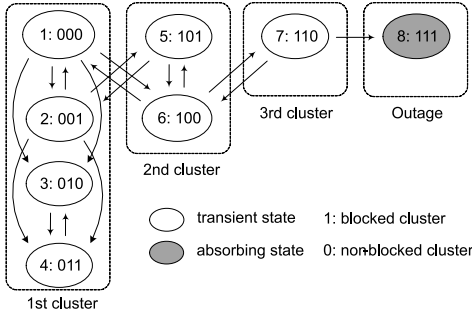 1: 000
5: 101
7: 110
8: 111
2: 001
6: 100
3rd cluster
Outage
3: 010
2nd cluster
4: 011
transient state
1: blocked cluster
absorbing state
0: non-blocked cluster
1st cluster